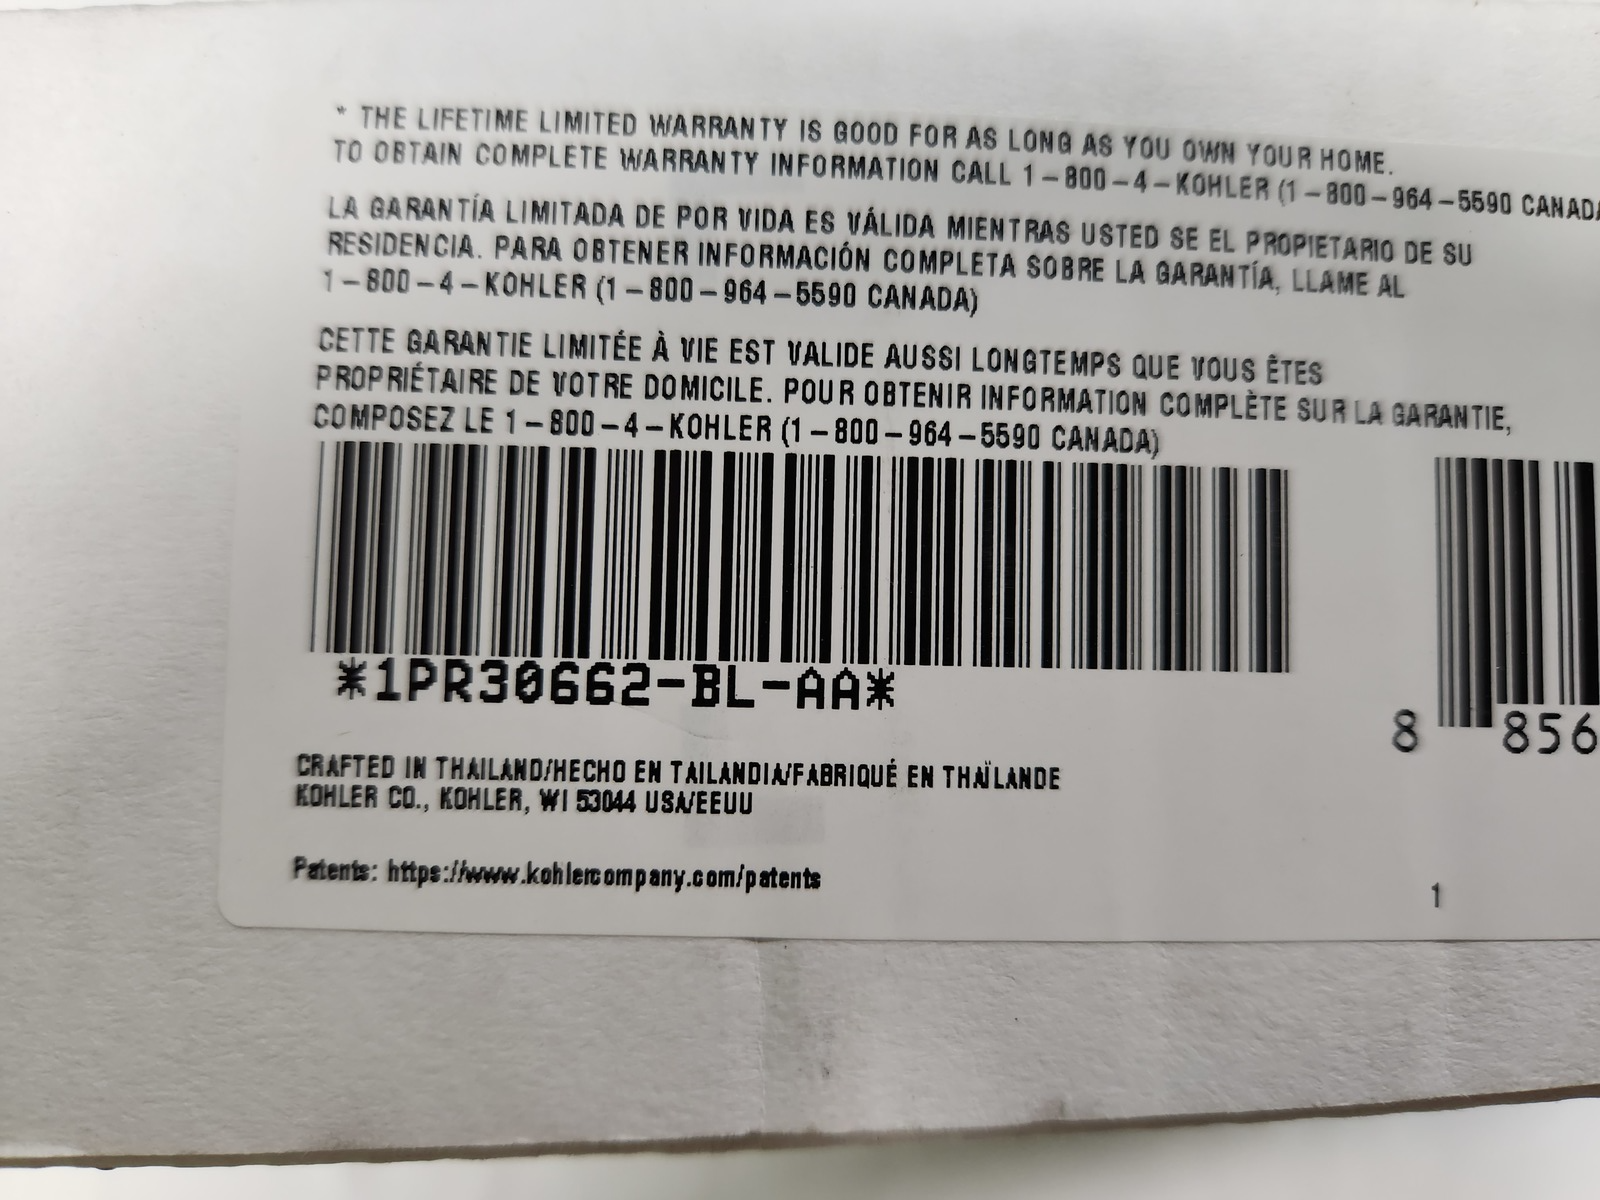 * THE LIFETIME LIMITED WARRANTY IS GOOD FOR AS LONG AS YOU OWN YOUR HOME.
TO OBTAIN COMPLETE WARRANTY INFORMATION CALL 1-800-4-KOHLER (1-800-964-5590 CANADA
LA GARANTÍA LIMITADA DE POR VIDA ES VÁLIDA MIENTRAS USTED SE EL PROPIETARIO DE SU
RESIDENCIA. PARA OBTENER INFORMACIÓN COMPLETA SOBRE LA GARANTÍA, LLAME AL
1-800-4-KOHLER (1-800-964-5590 CANADA)
CETTE GARANTIE LIMITÉE À VIE EST VALIDE AUSSI LONGTEMPS QUE VOUS ÊTES
PROPRIÉTAIRE DE VOTRE DOMICILE. POUR OBTENIR INFORMATION COMPLÈTE SUR LA GARANTIE,
COMPOSEZ LE 1-800-4-KOHLER (1-800-964-5590 CANADA)
*1PR30662-BL-AA*
8 856
CRAFTED IN THAILAND/HECHO EN TAILANDIA/FABRIQUÉ EN THAÏLANDE
KOHLER CO., KOHLER, WI 53044 USA/EEUU
Patents: https://www.kohlercompany.com/patents
1